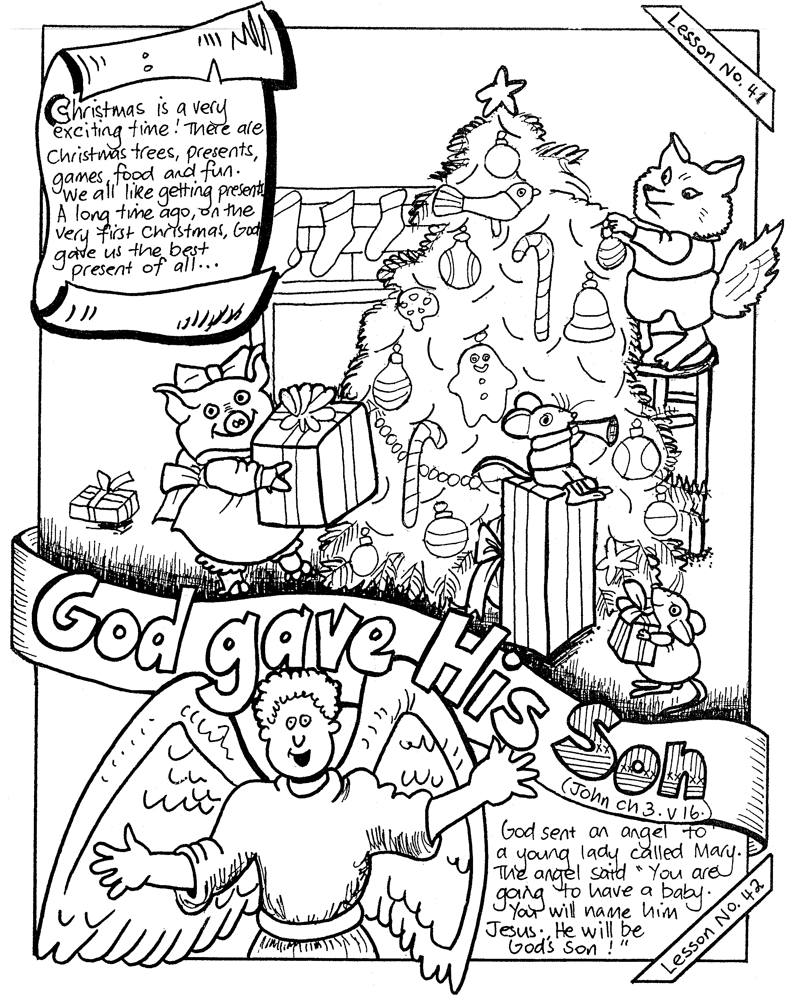 Lesson No. 41
Christmas is a very
exciting time! There are
Christmas trees, presents,
games, food and fun.
We all like getting presents
A long time ago, on the
very first Christmas, God
gave us the best
present of all...
God gave His Son
(John ch 3. v 16.
God sent an angel to
a young lady called Mary.
The angel said "You are
going to have a baby.
You will name him
Jesus. He will be
God's Son!"
Lesson No. 42